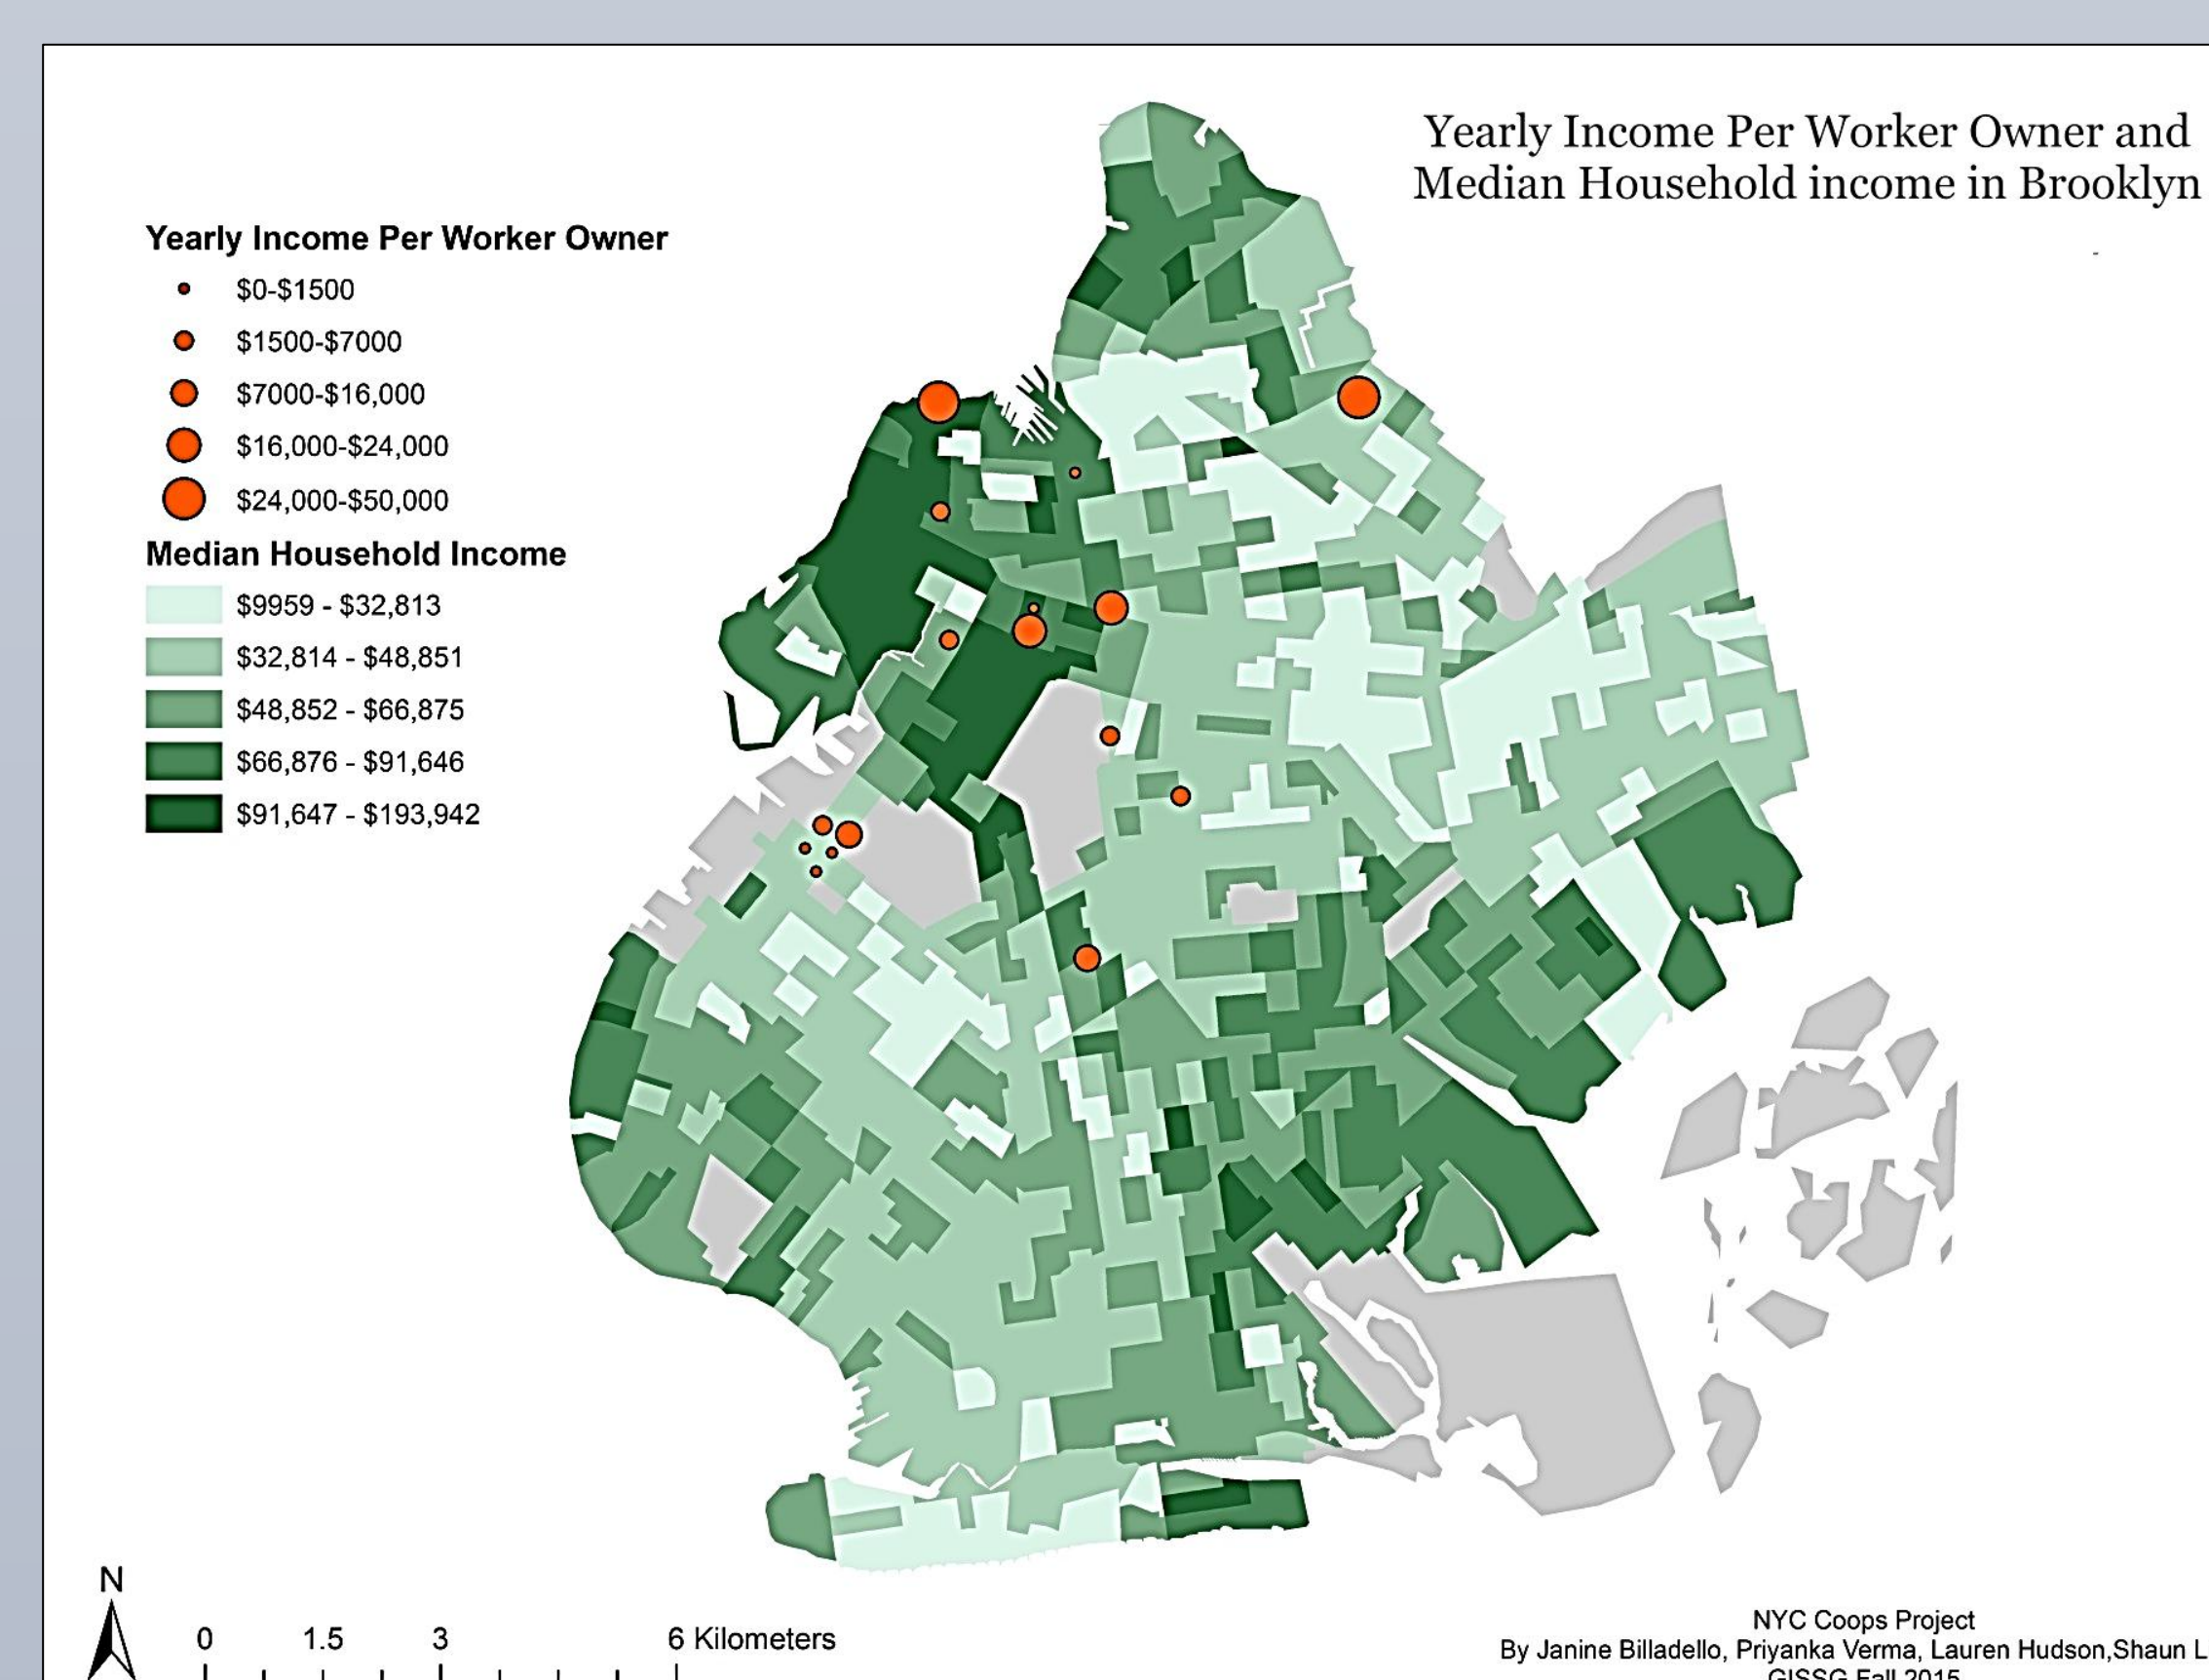 Yearly Income Per Worker Owner and
Median Household income in Brooklyn
Yearly Income Per Worker Owner
$0-$1500
$1500-$7000
$7000-$16,000
$16,000-$24,000
$24,000-$50,000
Median Household Income
$9959 - $32,813
$32,814 - $48,851
$48,852 - $66,875
$66,876 - $91,646
$91,647 - $193,942
N
0 1.5 3 6 Kilometers
NYC Coops Project
By Janine Billadello, Priyanka Verma, Lauren Hudson,Shaun L
GISSG Fall 2015